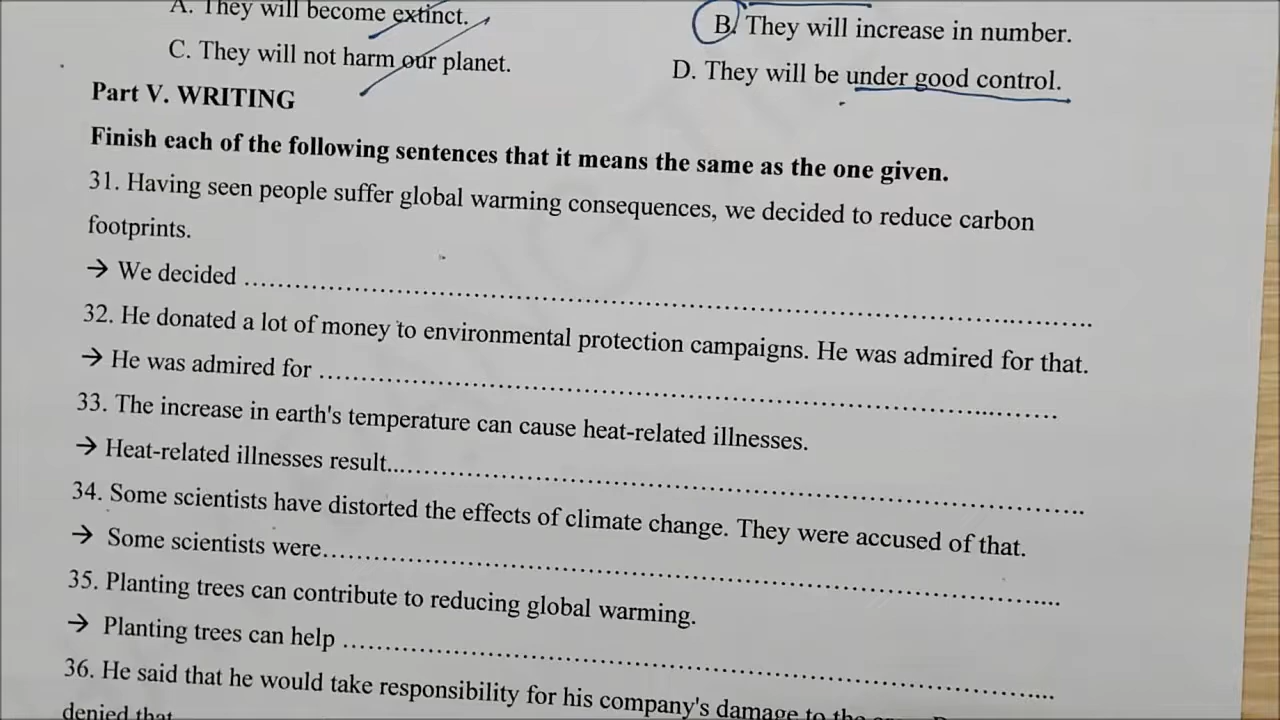 A. They will become extinct.
B. They will increase in number.
C. They will not harm our planet.
D. They will be under good control.
Part V. WRITING
Finish each of the following sentences that it means the same as the one given.
31. Having seen people suffer global warming consequences, we decided to reduce carbon
footprints.
→ We decided ........................................................................
32. He donated a lot of money to environmental protection campaigns. He was admired for that.
→ He was admired for ........................................................................
33. The increase in earth's temperature can cause heat-related illnesses.
→ Heat-related illnesses result........................................................................
34. Some scientists have distorted the effects of climate change. They were accused of that.
→ Some scientists were........................................................................
35. Planting trees can contribute to reducing global warming.
→ Planting trees can help ........................................................................
36. He said that he would take responsibility for his company's damage to the
denied that